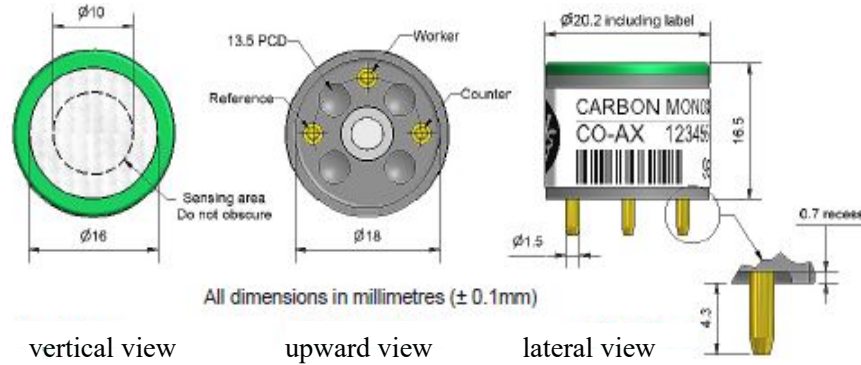 Ø10
Sensing area
Do not obscure
Ø16
13.5 PCD
Worker
Reference
Counter
Ø18
Ø20.2 including label
CARBON
CO-AX
16.5
Ø1.5
0.7 recess
4.3
All dimensions in millimetres (± 0.1mm)
vertical view
upward view
lateral view